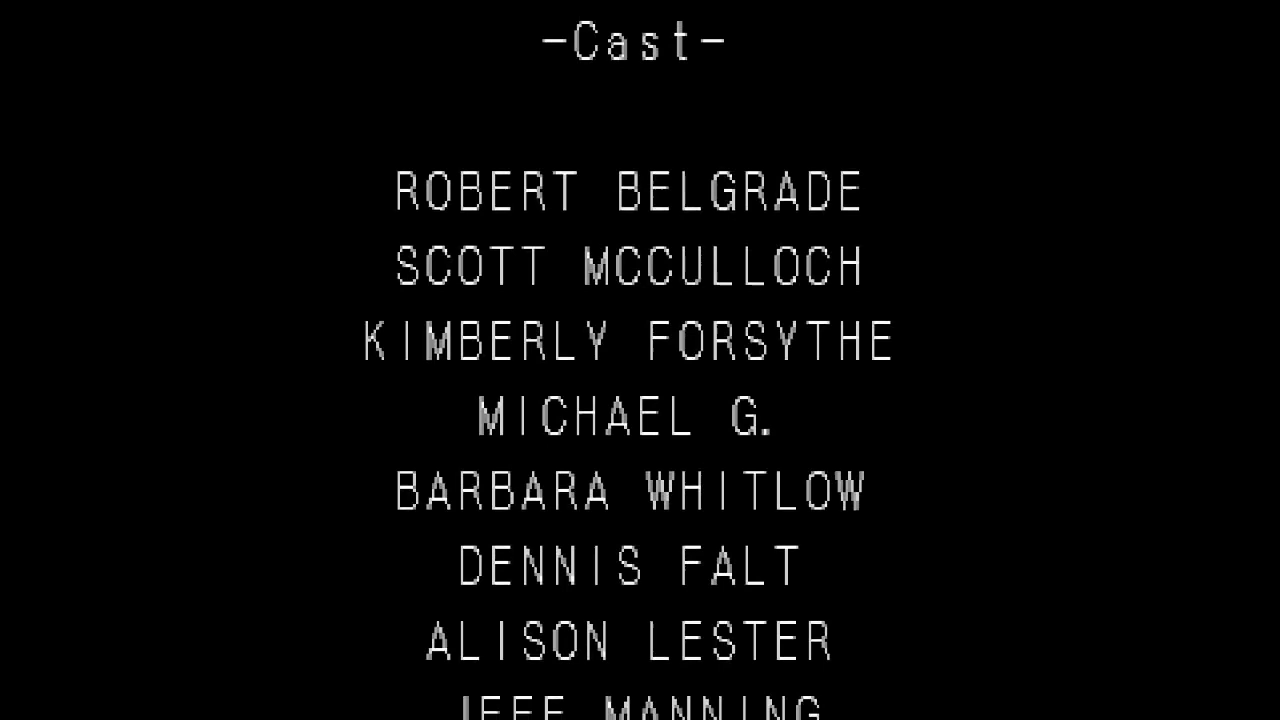 -Cast-
ROBERT BELGRADE
SCOTT MCCULLOCH
KIMBERLY FORSYTHE
MICHAEL G.
BARBARA WHITLOW
DENNIS FALT
ALISON LESTER
JEFF MANNING